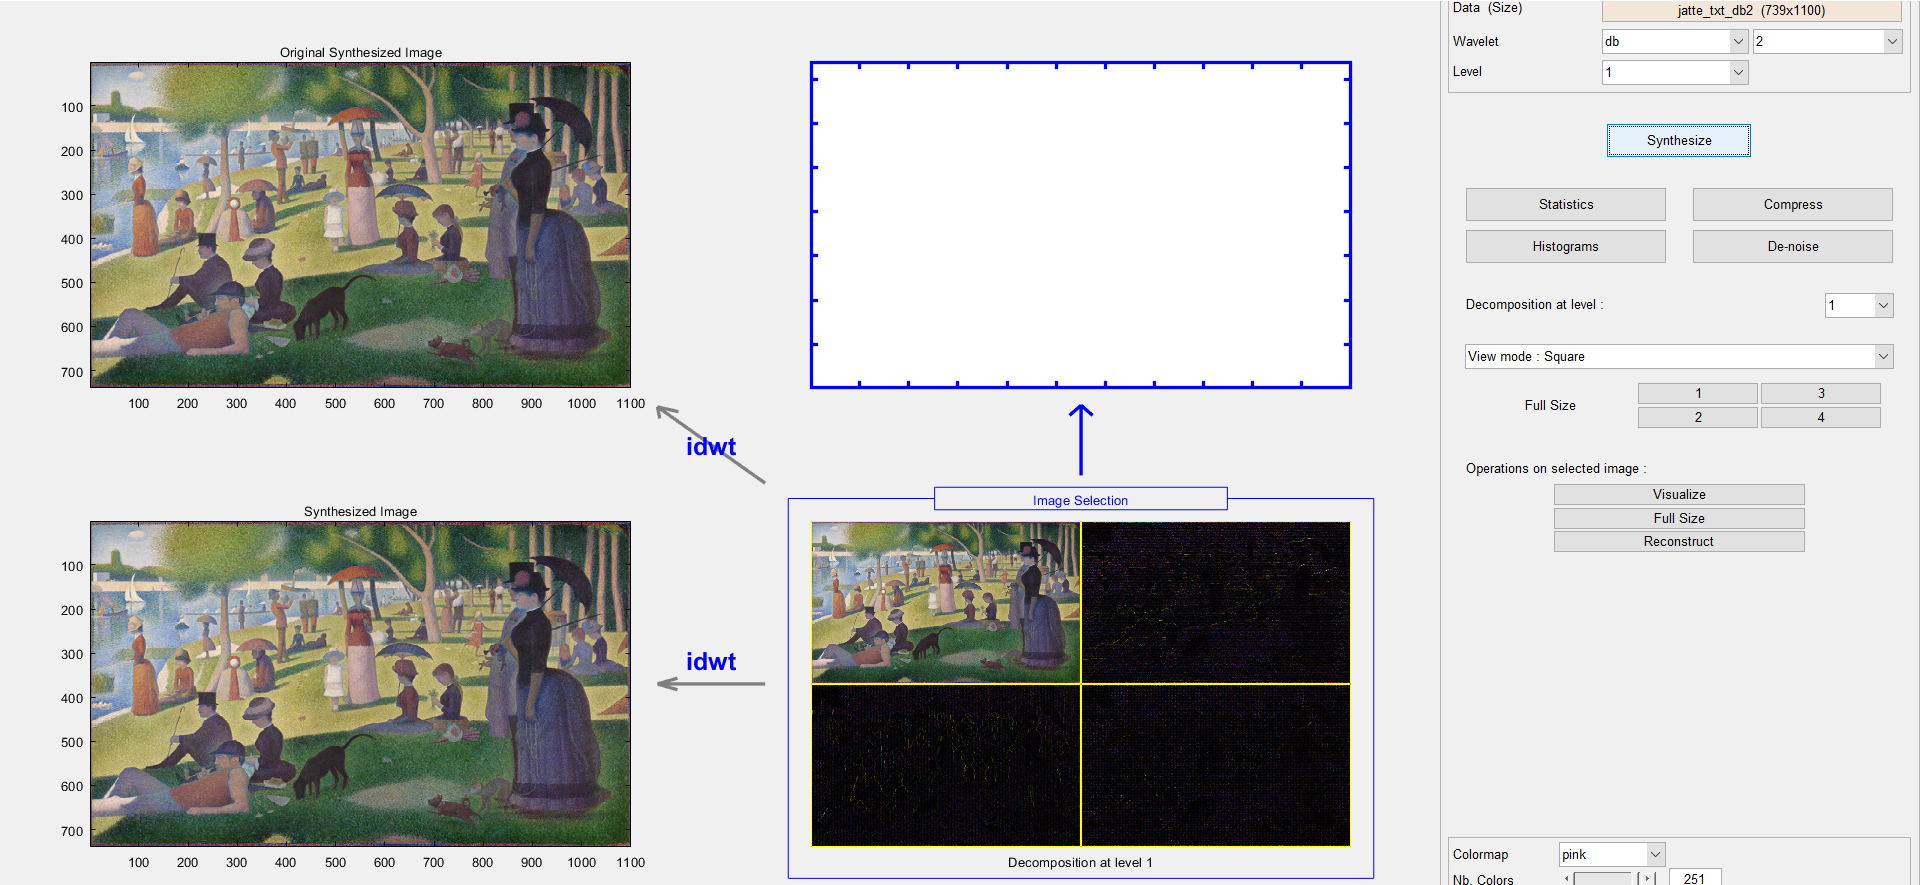 Original Synthesized Image
100
200
300
400
500
600
700
100 200 300 400 500 600 700 800 900 1000 1100
idwt
Synthesized Image
100
200
300
400
500
600
700
100 200 300 400 500 600 700 800 900 1000 1100
idwt
Image Selection
Decomposition at level 1
Data (Size) jatte_txt_db2 (739x1100)
Wavelet db 2
Level 1
Synthesize
Statistics Compress
Histograms De-noise
Decomposition at level : 1
View mode : Square
Full Size 1 3
2 4
Operations on selected image :
Visualize
Full Size
Reconstruct
Colormap pink
Nb. Colors 251